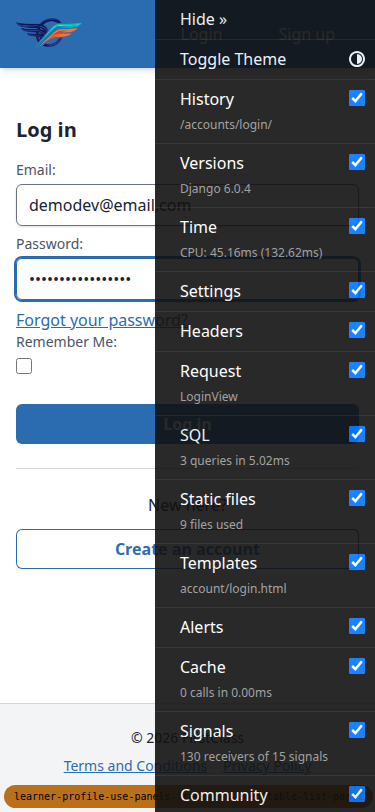 Hide »
Login
Sign up
Toggle Theme
History
/accounts/login/
Log in
Versions
Django 6.0.4
Email:
demodev@email.com
Time
CPU: 45.16ms (132.62ms)
Password:
•••••••••••••••••
Settings
Forgot your password?
Headers
Remember Me:
Request
LoginView
Log in
SQL
3 queries in 5.02ms
Static files
9 files used
New here?
Create an account
Templates
account/login.html
Alerts
Cache
0 calls in 0.00ms
Signals
130 receivers of 15 signals
© 2026
Terms and Conditions
Privacy Policy
Community
learner-profile-use-panels